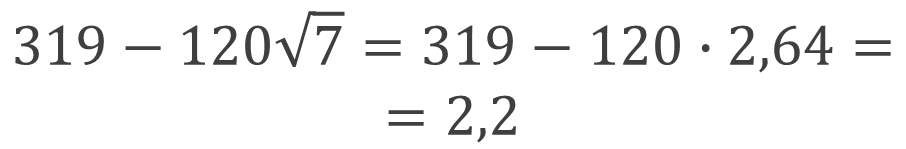 319 − 120√7 = 319 − 120 · 2,64 =
= 2,2